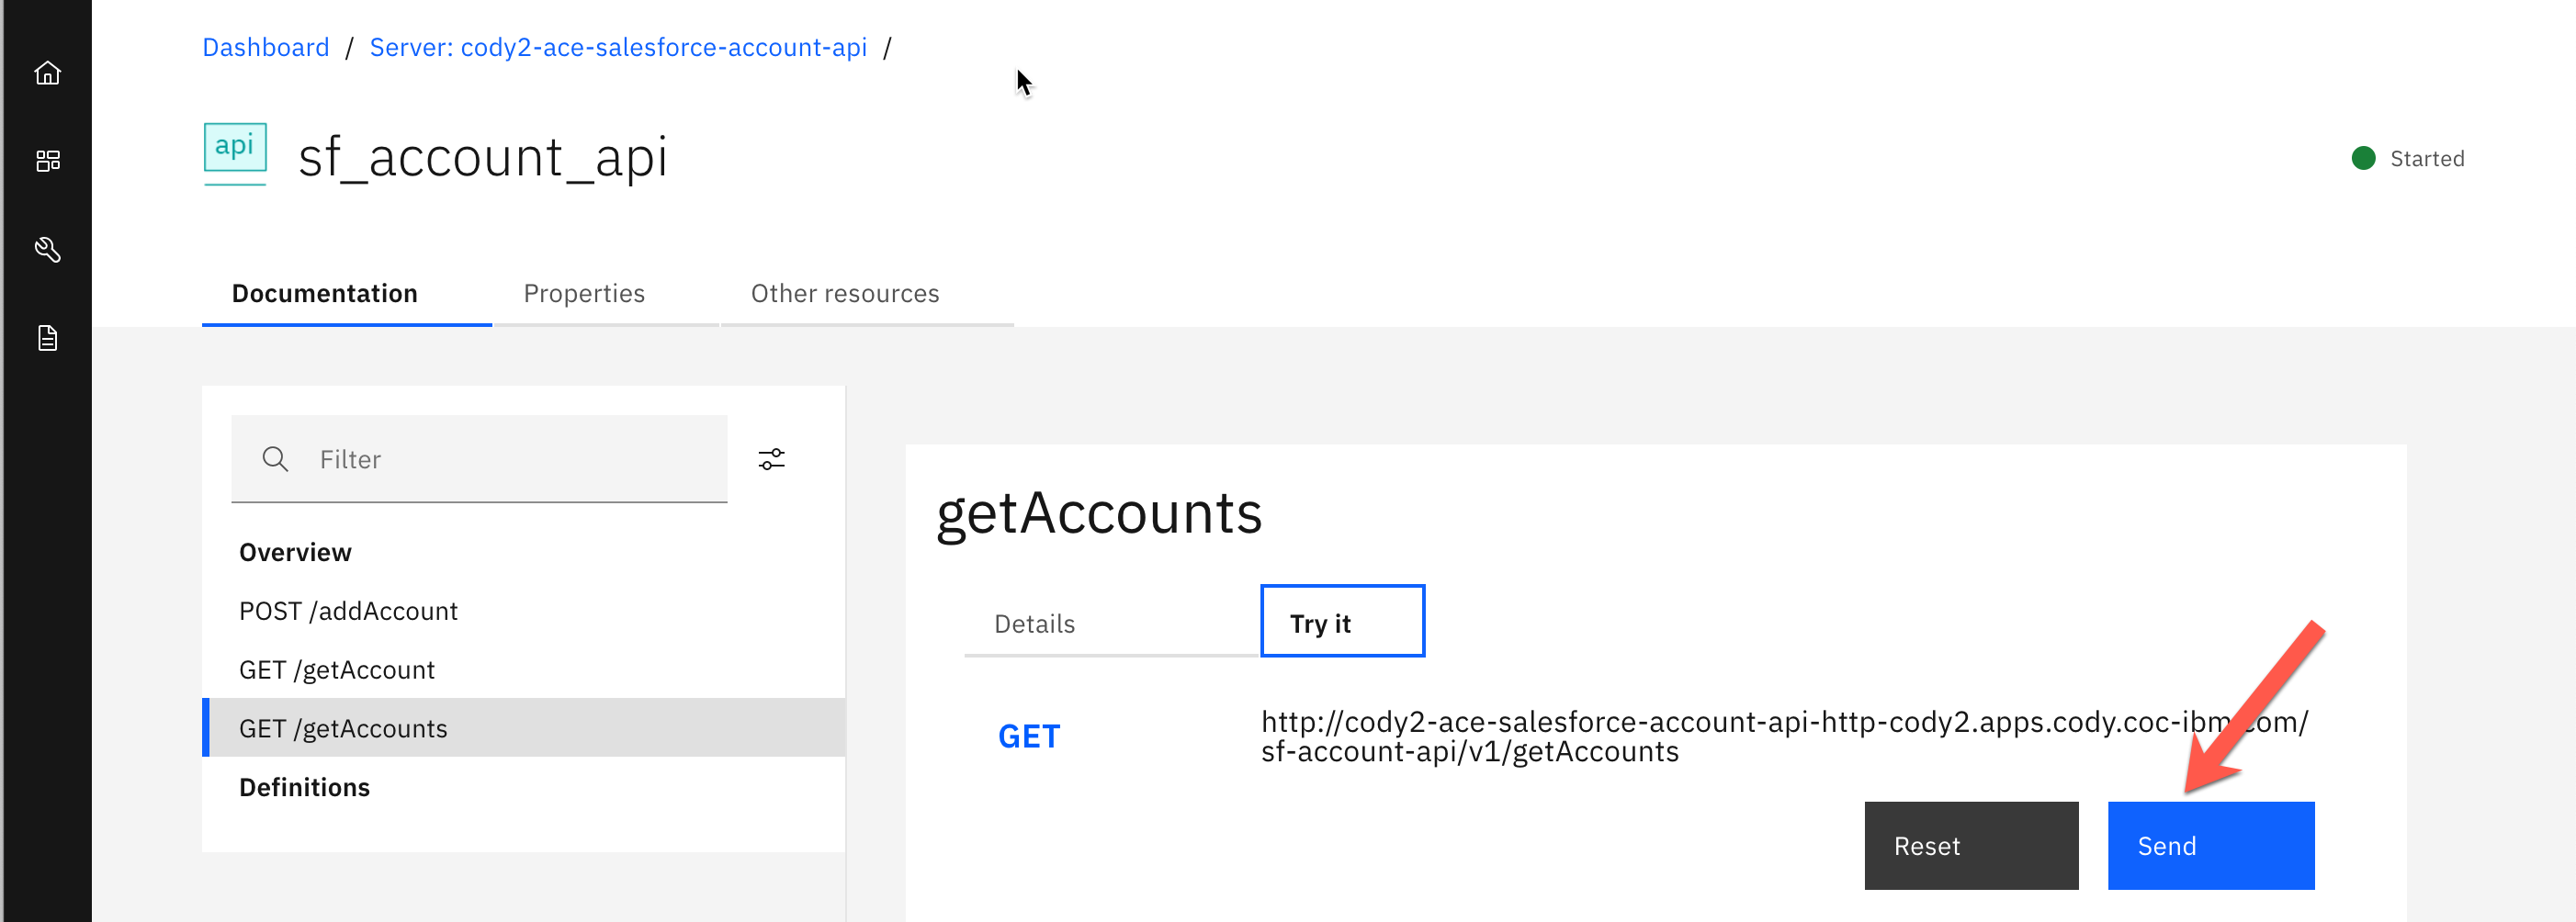 Dashboard / Server: cody2-ace-salesforce-account-api /
api
sf_account_api
Started
Documentation
Properties
Other resources
Filter
Overview
POST /addAccount
GET /getAccount
GET /getAccounts
Definitions
getAccounts
Details
Try it
GET
http://cody2-ace-salesforce-account-api-http-cody2.apps.cody.coc-ibm.com/
sf-account-api/v1/getAccounts
Reset
Send